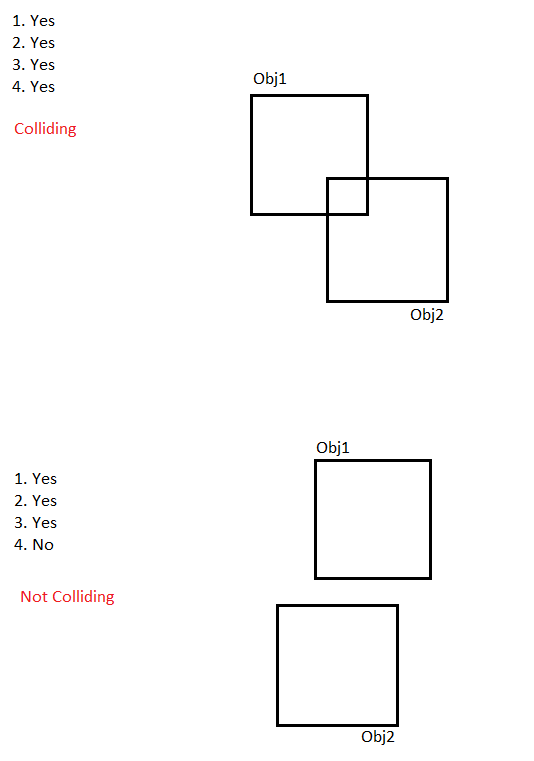 1. Yes
2. Yes
3. Yes
4. Yes
Colliding
Obj1
Obj2
Obj1
1. Yes
2. Yes
3. Yes
4. No
Not Colliding
Obj2